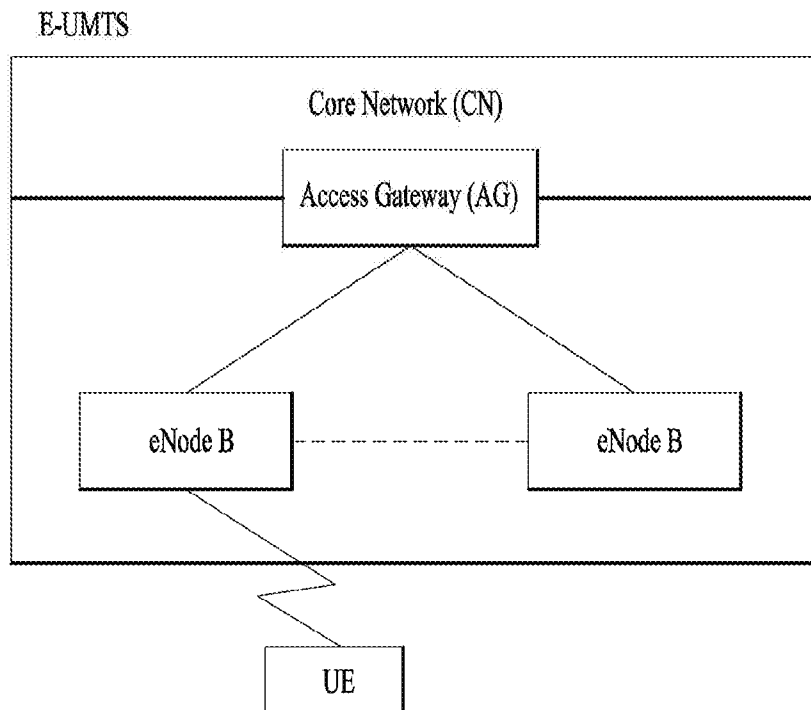 E-UMTS
Core Network (CN)
Access Gateway (AG)
eNode B
eNode B
UE